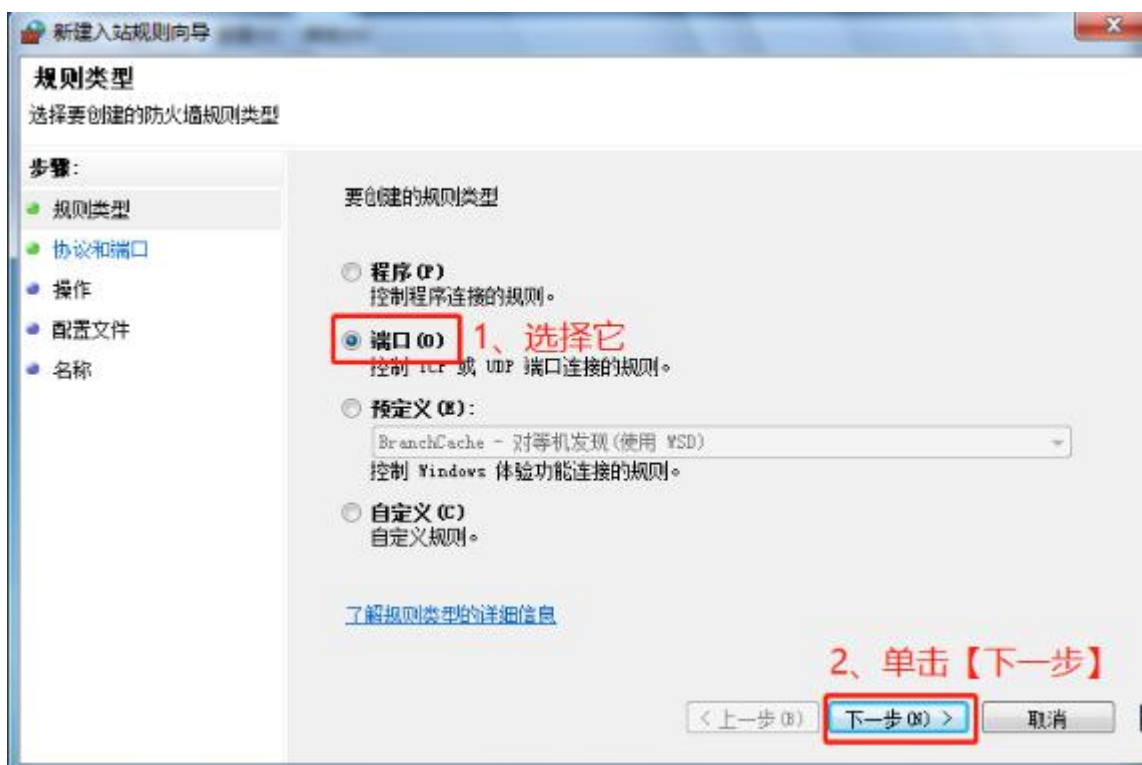 新建入站规则向导
规则类型
选择要创建的防火墙规则类型
步骤:
规则类型
协议和端口
操作
配置文件
名称
要创建的规则类型
程序(P)
控制程序连接的规则。
端口(O) 1、选择它
控制 TCP 或 UDP 端口连接的规则。
预定义(E):
BranchCache - 对等机发现(使用 WSD)
控制 Windows 体验功能连接的规则。
自定义(C)
自定义规则。
了解规则类型的详细信息
2、单击【下一步】
< 上一步(B) 下一步(N) > 取消